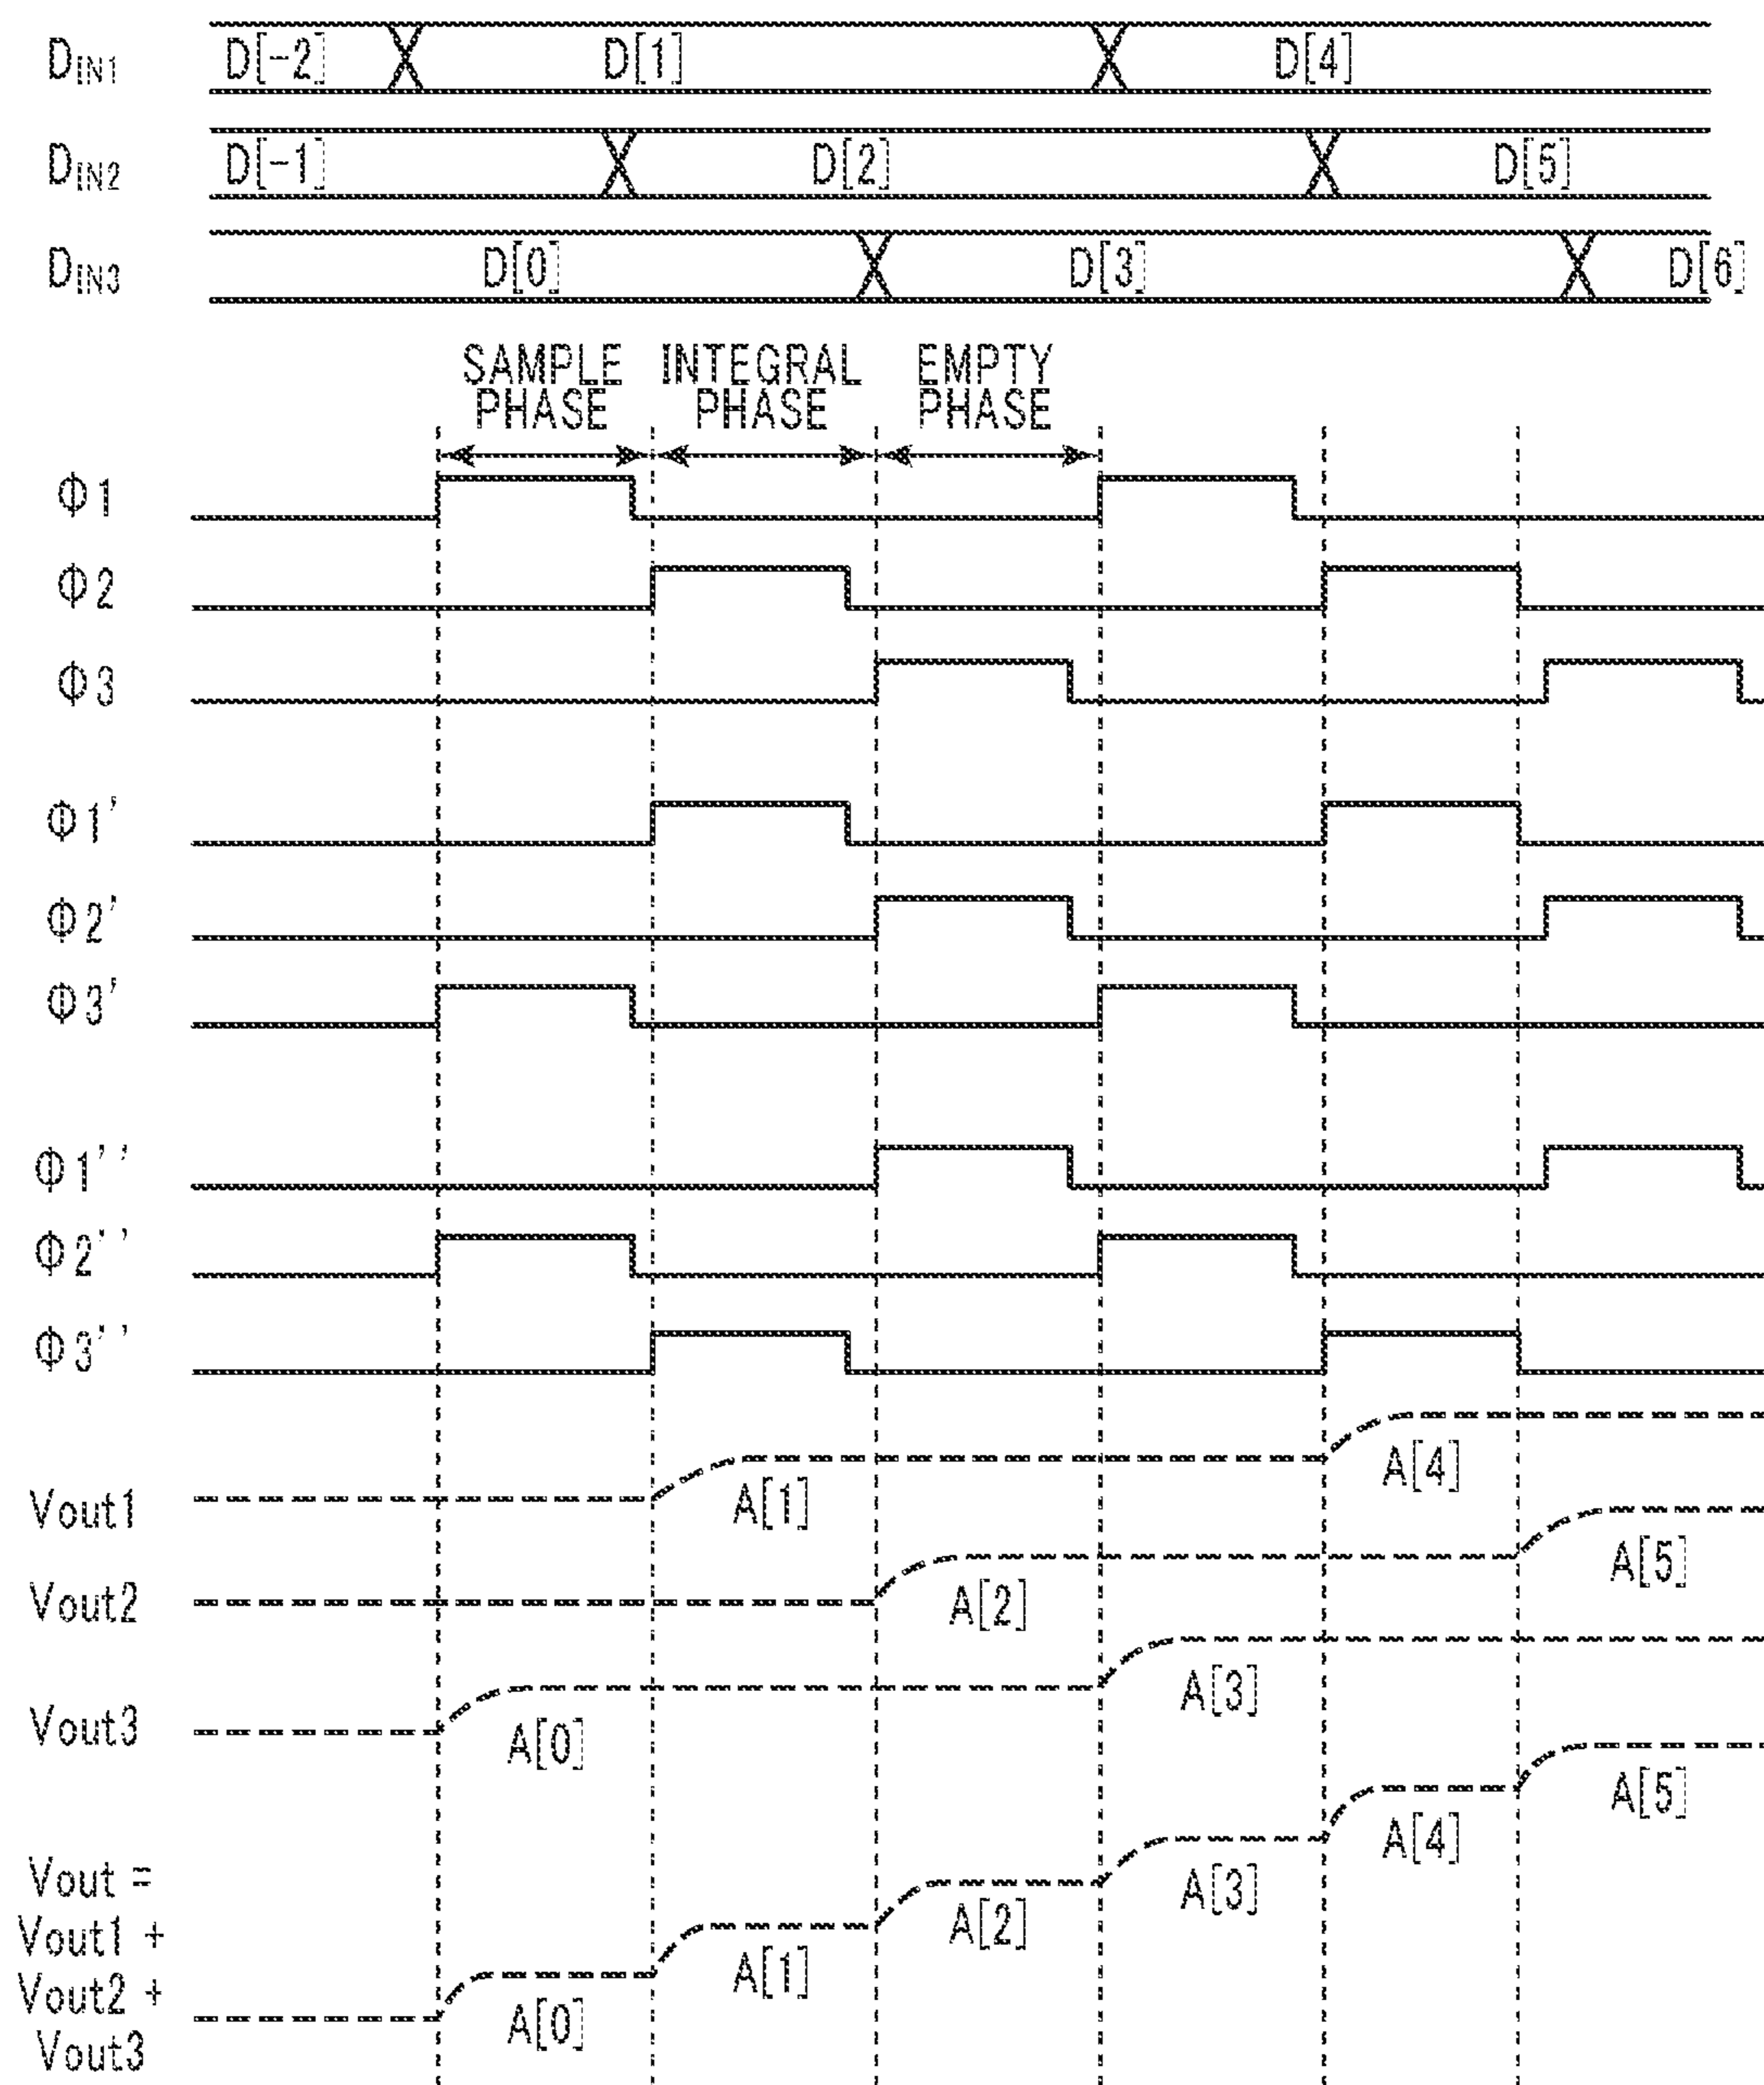 DIN1 D[-2] D[1] D[4]
DIN2 D[-1] D[2] D[5]
DIN3 D[0] D[3] D[6]
SAMPLE PHASE INTEGRAL PHASE EMPTY PHASE
Φ1
Φ2
Φ3
Φ1'
Φ2'
Φ3'
Φ1''
Φ2''
Φ3''
Vout1 A[1] A[4]
Vout2 A[2] A[5]
Vout3 A[0] A[3]
Vout =
Vout1 +
Vout2 +
Vout3
A[0] A[1] A[2] A[3] A[4] A[5]